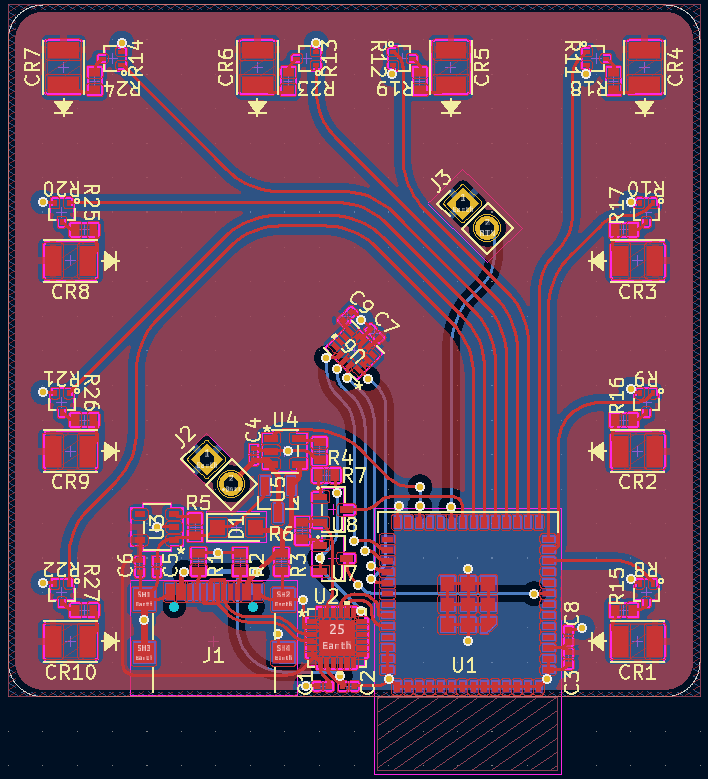 CR7
R14
R24
CR6
R13
R23
R12
R19
CR5
R11
R18
CR4
J3
R20
R25
CR8
R17
R10
CR3
C9
C7
U6
*
R21
R26
CR9
R16
R9
CR2
J2
C4
U4
*
R4
R7
U5
R5
U3
D1
R6
U8
*
C6
C5
R1
R2
R3
U7
R22
R27
CR10
SH1
Earth
SH2
Earth
SH3
Earth
SH4
Earth
J1
U2
*
25
Earth
C1
C2
U1
C8
C3
R15
R8
CR1